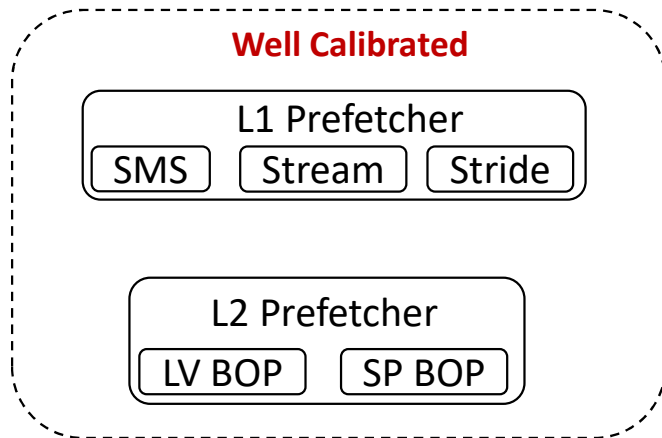 Well Calibrated
L1 Prefetcher
SMS Stream Stride
L2 Prefetcher
LV BOP SP BOP